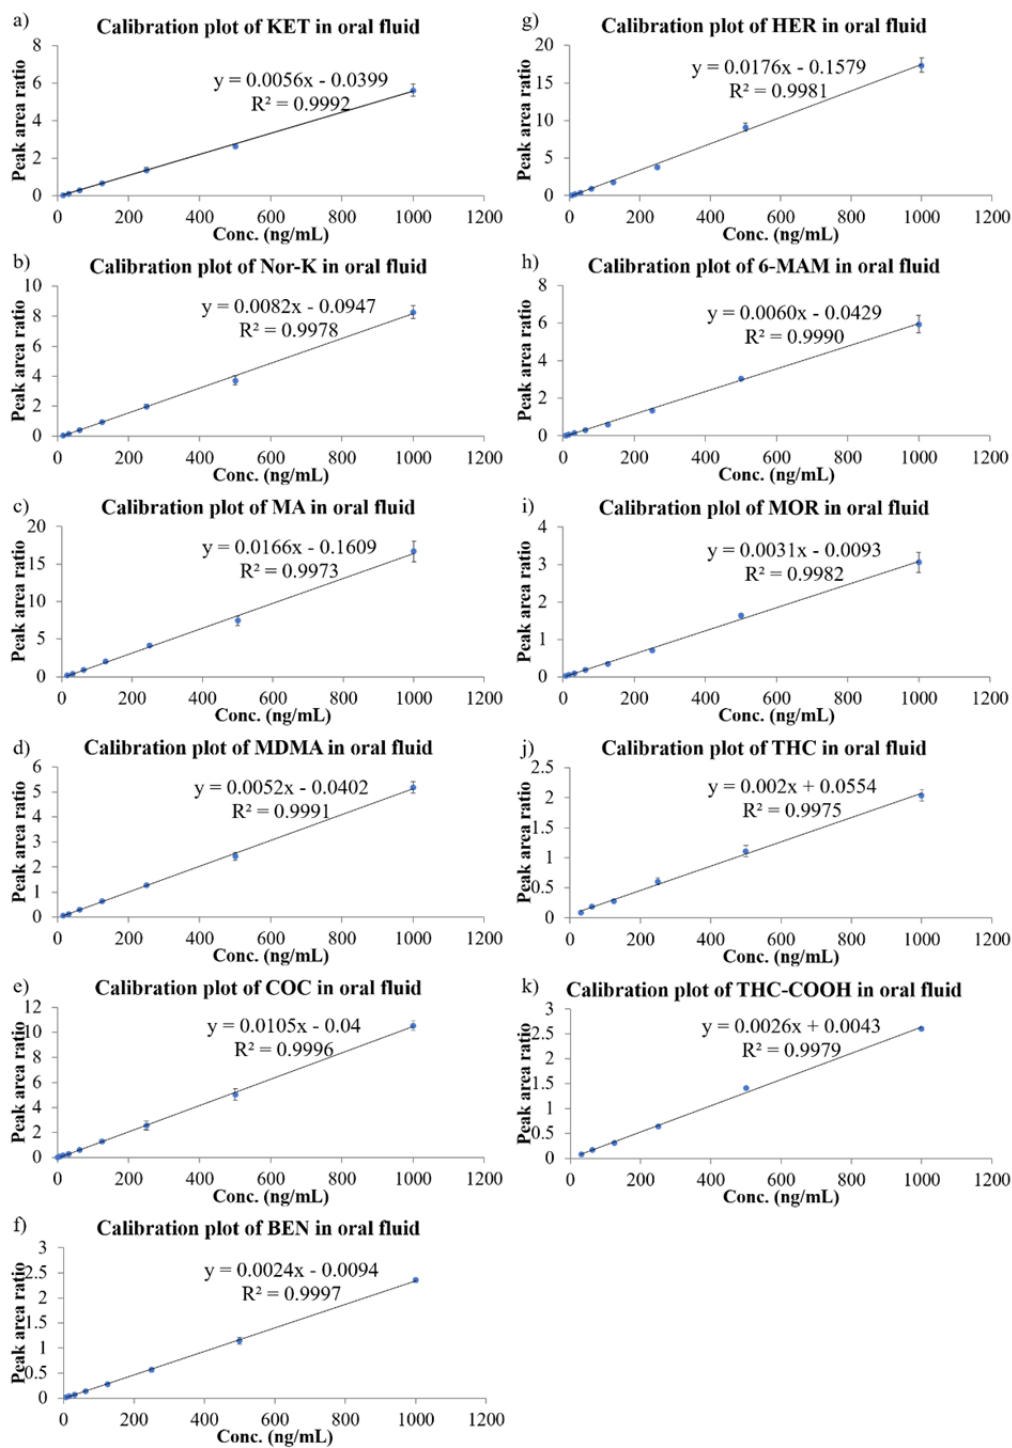 a)
Calibration plot of KET in oral fluid
Peak area ratio
8
6
4
2
0
y = 0.0056x - 0.0399
R² = 0.9992
0 200 400 600 800 1000 1200
Conc. (ng/mL)
b)
Calibration plot of Nor-K in oral fluid
Peak area ratio
10
8
6
4
2
0
y = 0.0082x - 0.0947
R² = 0.9978
0 200 400 600 800 1000 1200
Conc. (ng/mL)
c)
Calibration plot of MA in oral fluid
Peak area ratio
20
15
10
5
0
y = 0.0166x - 0.1609
R² = 0.9973
0 200 400 600 800 1000 1200
Conc. (ng/mL)
d)
Calibration plot of MDMA in oral fluid
Peak area ratio
6
5
4
3
2
1
0
y = 0.0052x - 0.0402
R² = 0.9991
0 200 400 600 800 1000 1200
Conc. (ng/mL)
e)
Calibration plot of COC in oral fluid
Peak area ratio
12
10
8
6
4
2
0
y = 0.0105x - 0.04
R² = 0.9996
0 200 400 600 800 1000 1200
Conc. (ng/mL)
f)
Calibration plot of BEN in oral fluid
Peak area ratio
3
2.5
2
1.5
1
0.5
0
y = 0.0024x - 0.0094
R² = 0.9997
0 200 400 600 800 1000 1200
Conc. (ng/mL)
g)
Calibration plot of HER in oral fluid
Peak area ratio
20
15
10
5
0
y = 0.0176x - 0.1579
R² = 0.9981
0 200 400 600 800 1000 1200
Conc. (ng/mL)
h)
Calibration plot of 6-MAM in oral fluid
Peak area ratio
8
6
4
2
0
y = 0.0060x - 0.0429
R² = 0.9990
0 200 400 600 800 1000 1200
Conc. (ng/mL)
i)
Calibration plol of MOR in oral fluid
Peak area ratio
4
3
2
1
0
y = 0.0031x - 0.0093
R² = 0.9982
0 200 400 600 800 1000 1200
Conc. (ng/mL)
j)
Calibration plot of THC in oral fluid
Peak area ratio
2.5
2
1.5
1
0.5
0
y = 0.002x + 0.0554
R² = 0.9975
0 200 400 600 800 1000 1200
Conc. (ng/mL)
k)
Calibration plot of THC-COOH in oral fluid
Peak area ratio
3
2.5
2
1.5
1
0.5
0
y = 0.0026x + 0.0043
R² = 0.9979
0 200 400 600 800 1000 1200
Conc. (ng/mL)